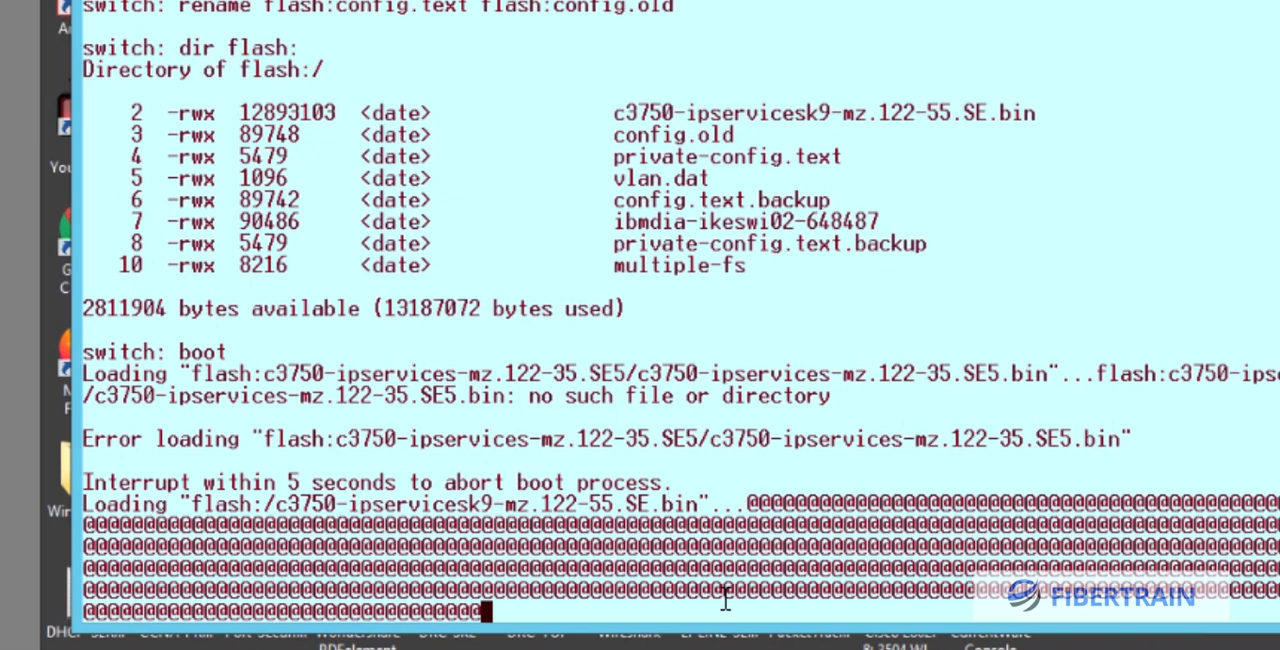 switch: rename flash:config.text flash:config.old
switch: dir flash:
Directory of flash:/
2 -rwx 12893103 <date> c3750-ipservicesk9-mz.122-55.SE.bin
3 -rwx 89748 <date> config.old
4 -rwx 5479 <date> private-config.text
5 -rwx 1096 <date> vlan.dat
6 -rwx 89742 <date> config.text.backup
7 -rwx 90486 <date> ibmdia-ikeswi02-648487
8 -rwx 5479 <date> private-config.text.backup
10 -rwx 8216 <date> multiple-fs
2811904 bytes available (13187072 bytes used)
switch: boot
Loading "flash:c3750-ipservices-mz.122-35.SE5/c3750-ipservices-mz.122-35.SE5.bin"...flash:c3750-ips
/c3750-ipservices-mz.122-35.SE5.bin: no such file or directory
Error loading "flash:c3750-ipservices-mz.122-35.SE5/c3750-ipservices-mz.122-35.SE5.bin"
Interrupt within 5 seconds to abort boot process.
Loading "flash:/c3750-ipservicesk9-mz.122-55.SE.bin"...@@@@@@@@@@@@@@@@@@@@@@@@@@@@@@@@@@@@@@@@@@@@
@@@@@@@@@@@@@@@@@@@@@@@@@@@@@@@@@@@@@@@@@@@@@@@@@@@@@@@@@@@@@@@@@@@@@@@@@@@@@@@@@@@@@@@@@@@@@@@@@@@
@@@@@@@@@@@@@@@@@@@@@@@@@@@@@@@@@@@@@@@@@@@@@@@@@@@@@@@@@@@@@@@@@@@@@@@@@@@@@@@@@@@@@@@@@@@@@@@@@@@
@@@@@@@@@@@@@@@@@@@@@@@@@@@@@@@@@@@@@@@@@@@@@@@@@@@@@@@@@@@@@@@@@@@@@@@@@@@@@@@@@@@@@@@@@@@@@@@@@@@
@@@@@@@@@@@@@@@@@@@@@@@@@@@@@@@@@@@@@@@@@@@@@@@@@@@@@@@@@@@@@@@@@@@@@@@@@@
@@@@@@@@@@@@@@@@@@@@@@@@@@@@@@@@@
FIBERTRAIN